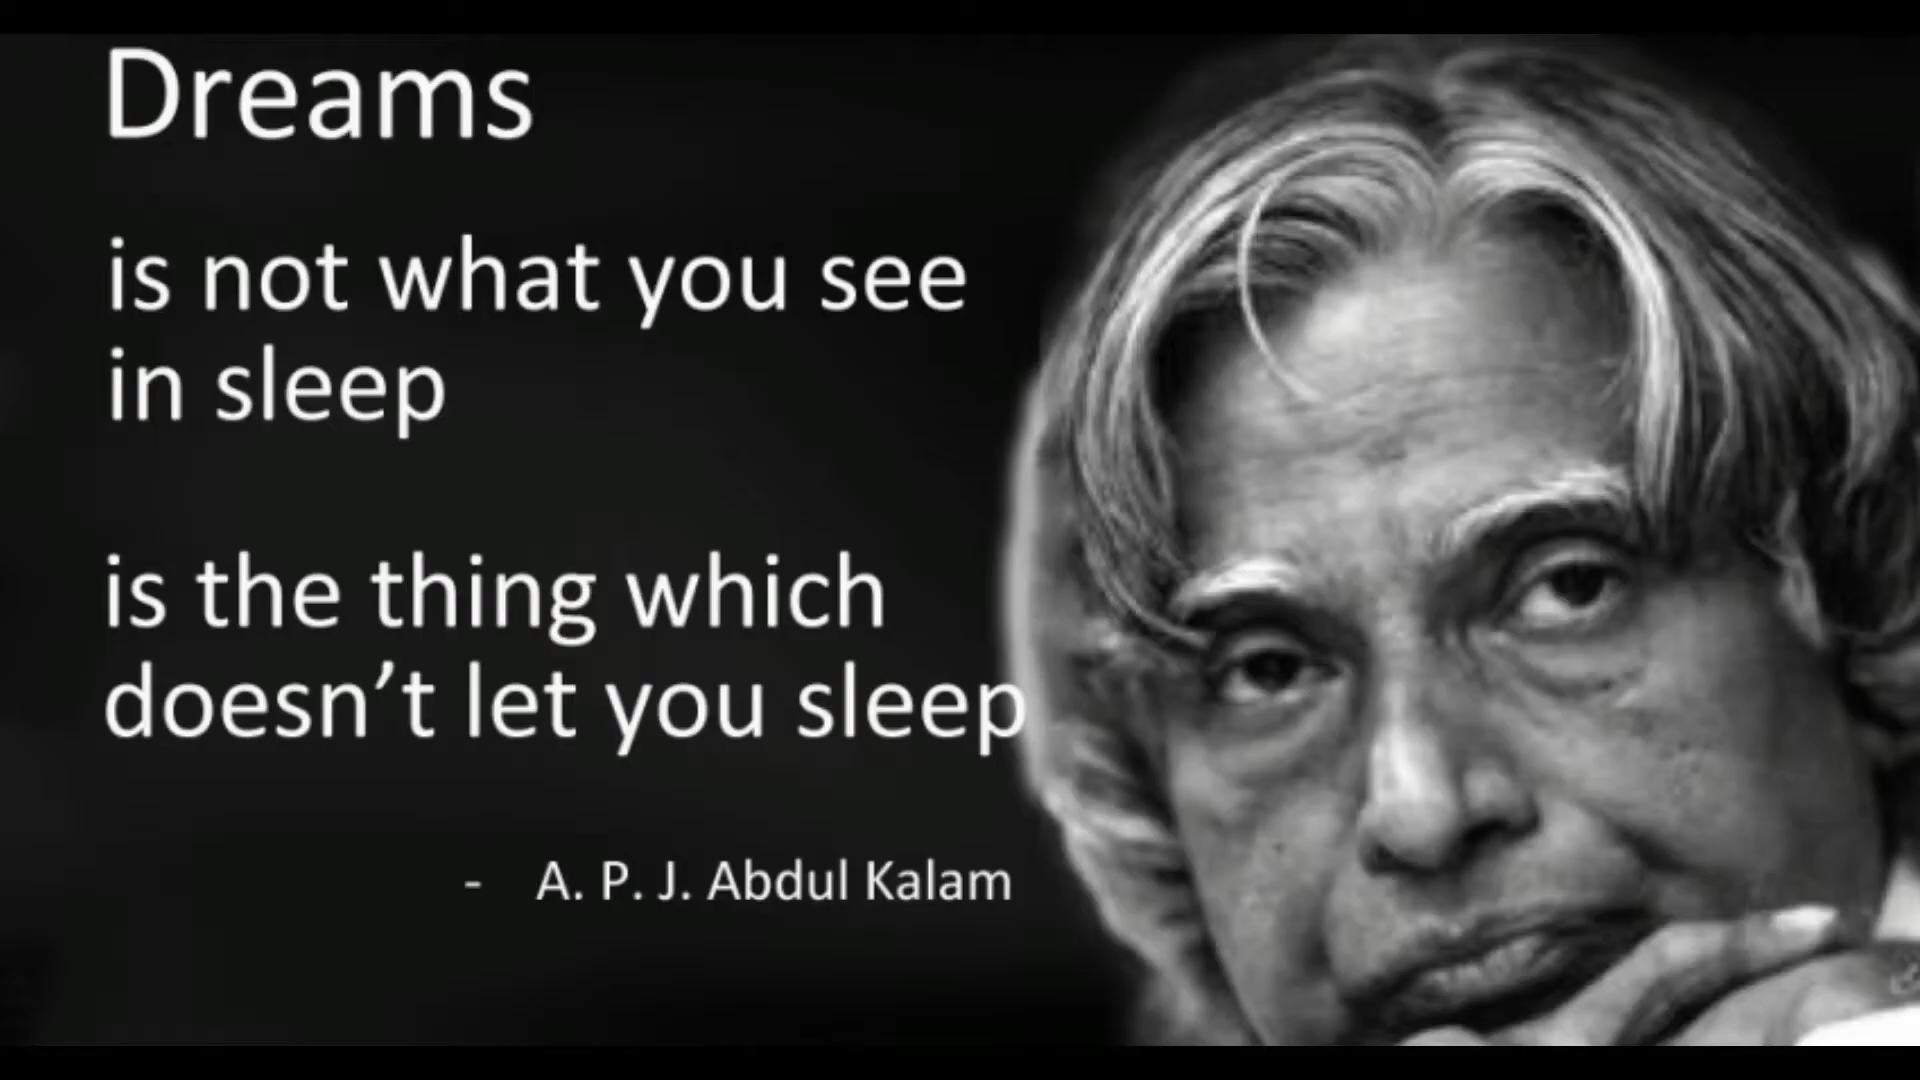 Dreams
is not what you see
in sleep
is the thing which
doesn’t let you sleep
- A. P. J. Abdul Kalam